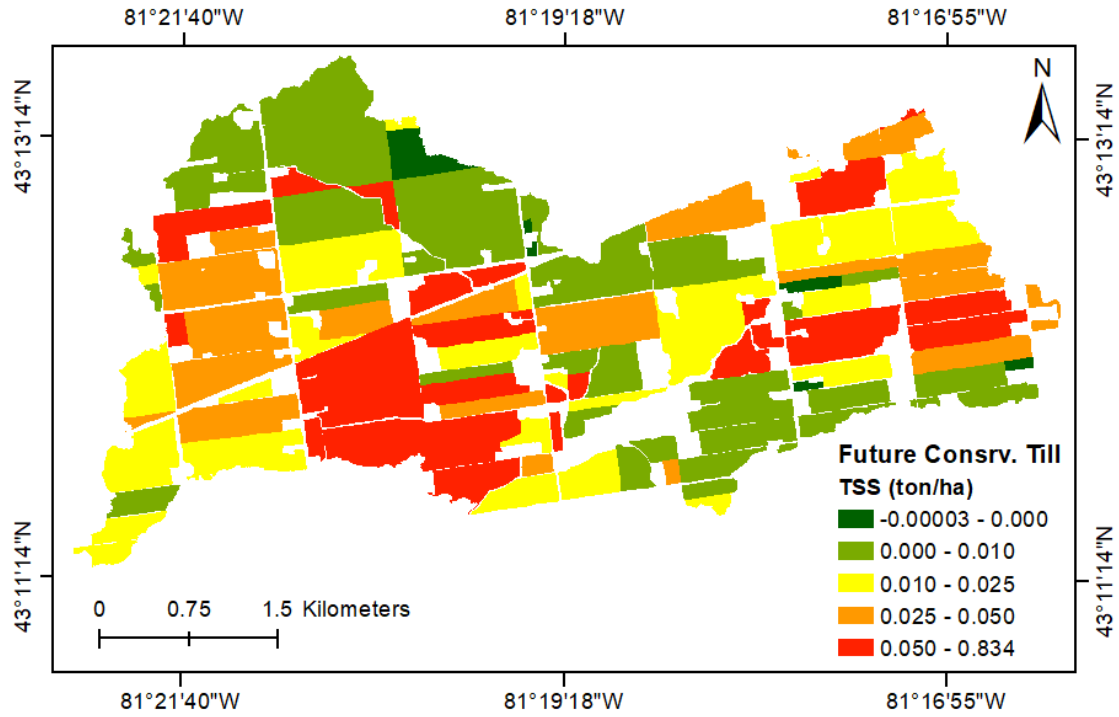 81°21'40"W 81°19'18"W 81°16'55"W
N
43°13'14"N 43°13'14"N
Future Consrv. Till
TSS (ton/ha)
-0.00003 - 0.000
0.000 - 0.010
0.010 - 0.025
0.025 - 0.050
0.050 - 0.834
43°11'14"N 43°11'14"N
0 0.75 1.5 Kilometers
81°21'40"W 81°19'18"W 81°16'55"W